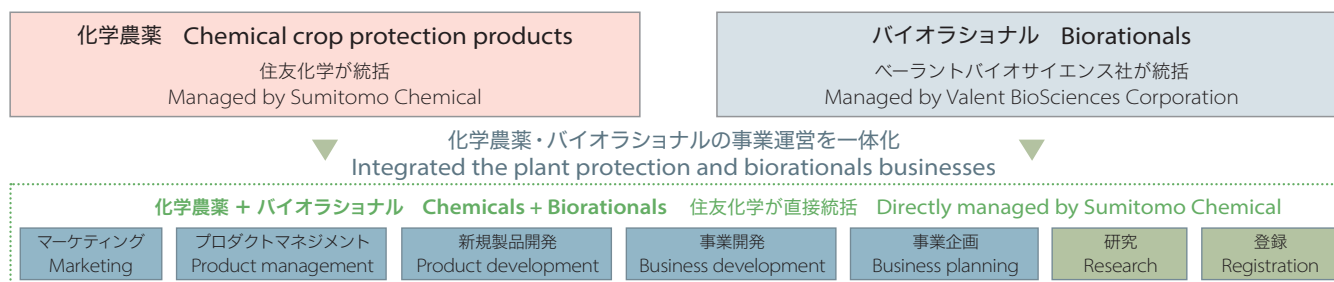 化学農薬 Chemical crop protection products
住友化学が統括
Managed by Sumitomo Chemical
バイオラショナル Biorationals
ベーラントバイオサイエンス社が統括
Managed by Valent BioSciences Corporation
化学農薬・バイオラショナルの事業運営を一体化
Integrated the plant protection and biorationals businesses
化学農薬 + バイオラショナル Chemicals + Biorationals 住友化学が直接統括 Directly managed by Sumitomo Chemical
マーケティング
Marketing
プロダクトマネジメント
Product management
新規製品開発
Product development
事業開発
Business development
事業企画
Business planning
研究
Research
登録
Registration